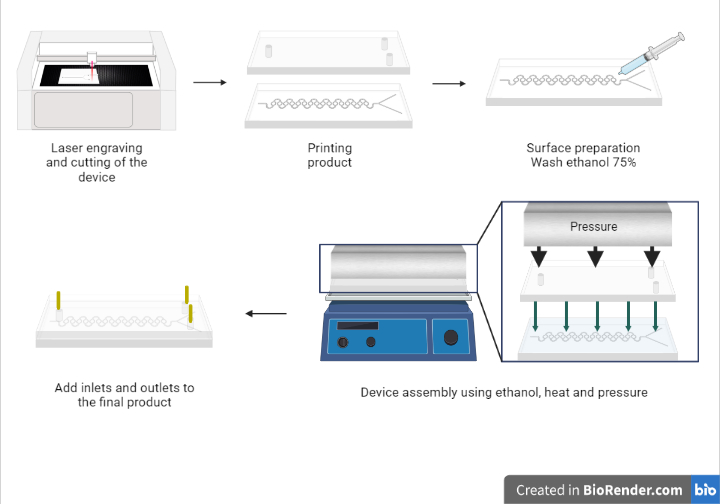 Laser engraving
and cutting of the
device
Printing
product
Surface preparation
Wash ethanol 75%
Pressure
Add inlets and outlets to
the final product
Device assembly using ethanol, heat and pressure
Created in BioRender.com bio